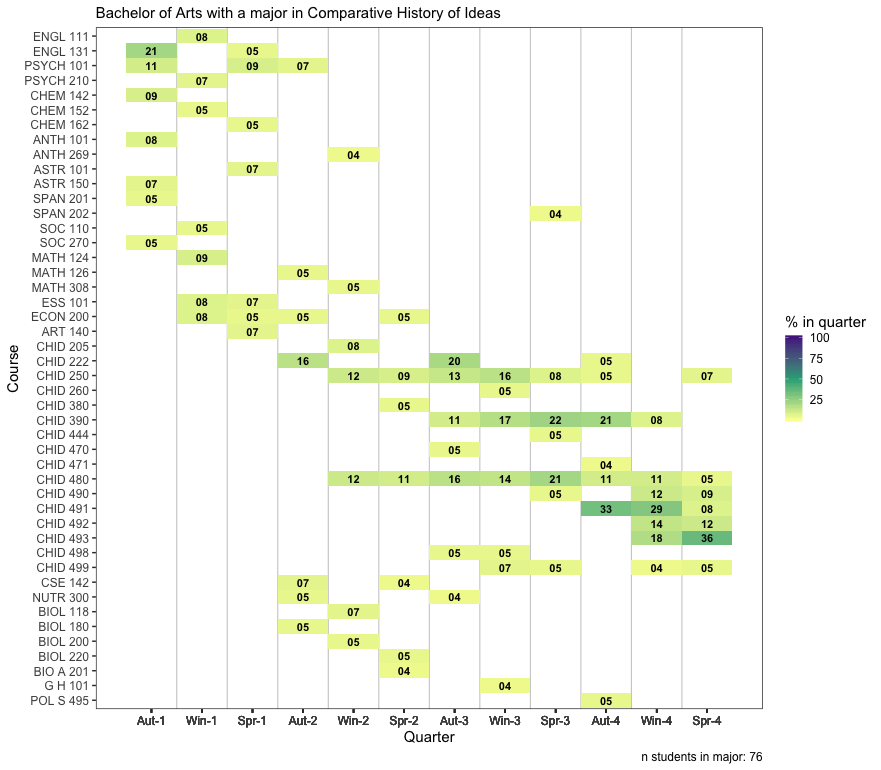 Bachelor of Arts with a major in Comparative History of Ideas
ENGL 111 08
ENGL 131 21 05
PSYCH 101 11 09 07
PSYCH 210 07
CHEM 142 09
CHEM 152 05
CHEM 162 05
ANTH 101 08
ANTH 269 04
ASTR 101 07
ASTR 150 07
SPAN 201 05
SPAN 202 04
SOC 110 05
SOC 270 05
MATH 124 09
MATH 126 05
MATH 308 05
ESS 101 08 07
ECON 200 08 05 05 05
ART 140 07
CHID 205 08
CHID 222 16 20 05
CHID 250 12 09 13 16 08 05 07
CHID 260 05
CHID 380 05
CHID 390 11 17 22 21 08
CHID 444 05
CHID 470 05
CHID 471 04
CHID 480 12 11 16 14 21 11 11 05
CHID 490 05 12 09
CHID 491 33 29 08
CHID 492 14 12
CHID 493 18 36
CHID 498 05 05
CHID 499 07 05 04 05
CSE 142 07 04
NUTR 300 05 04
BIOL 118 07
BIOL 180 05
BIOL 200 05
BIOL 220 05
BIO A 201 04
G H 101 04
POL S 495 05
Aut-1 Win-1 Spr-1 Aut-2 Win-2 Spr-2 Aut-3 Win-3 Spr-3 Aut-4 Win-4 Spr-4
Quarter
Course
% in quarter
100
75
50
25
n students in major: 76